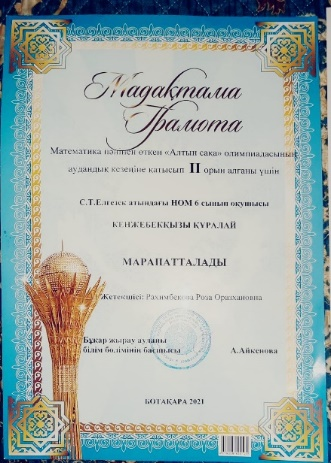 Мадақтама
Грамота
Математика пәнінен өткен «Алтын сақа» олимпиадасының
аудандық кезеңіне қатысып II орын алғаны үшін
С.Т.Елгезек атындағы НОМ 6 сынып оқушысы
КЕНЖЕБЕКҚЫЗЫ ҚҰРАЛАЙ
МАРАПАТТАЛАДЫ
Жетекшісі: Рахимбекова Роза Оразхановна
Бұқар жырау ауданы
білім бөлімінің басшысы А.Айкенова
БОТАҚАРА 2021